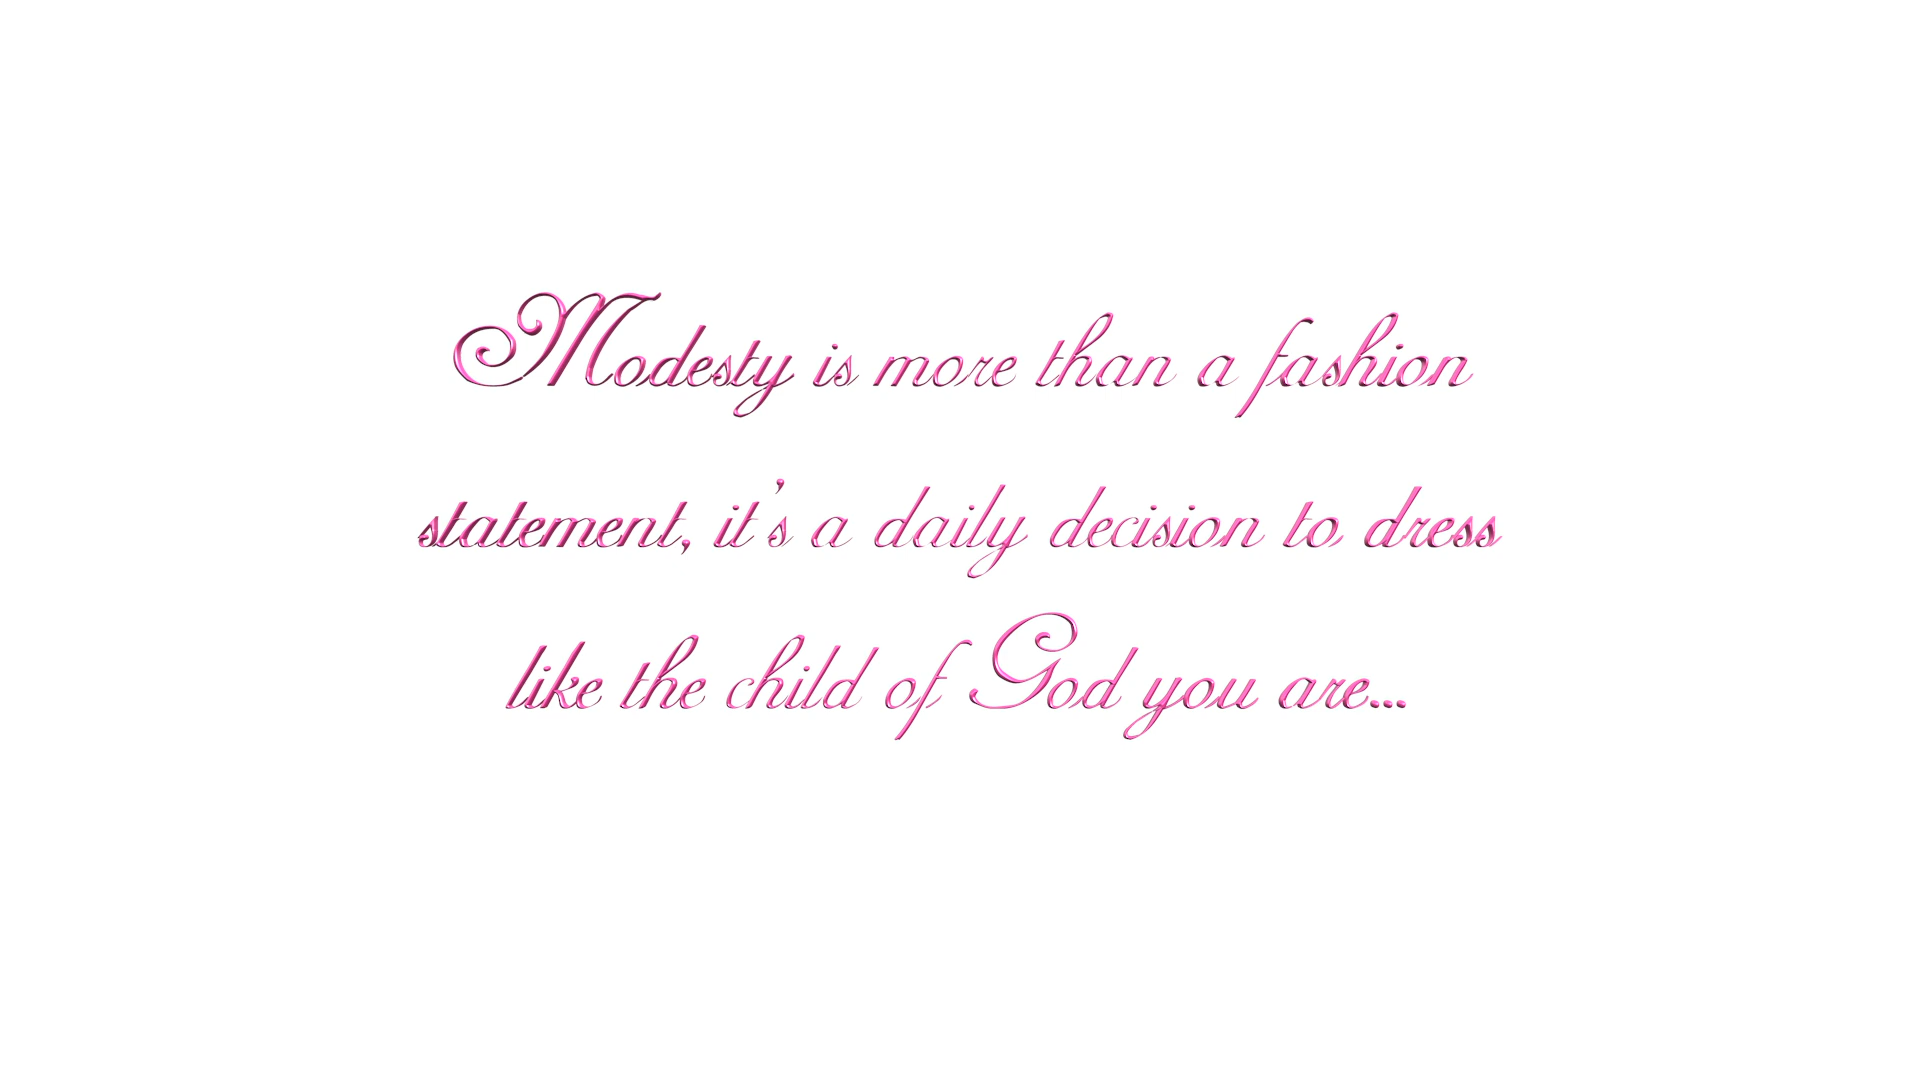 Modesty is more than a fashion
statement, it's a daily decision to dress
like the child of God you are...